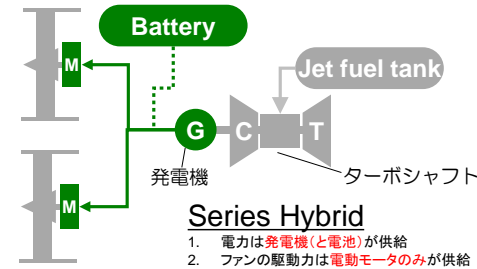 Battery
M
Jet fuel tank
G
C
T
発電機
ターボシャフト
M
Series Hybrid
1. 電力は発電機(と電池)が供給
2. ファンの駆動力は電動モータのみが供給